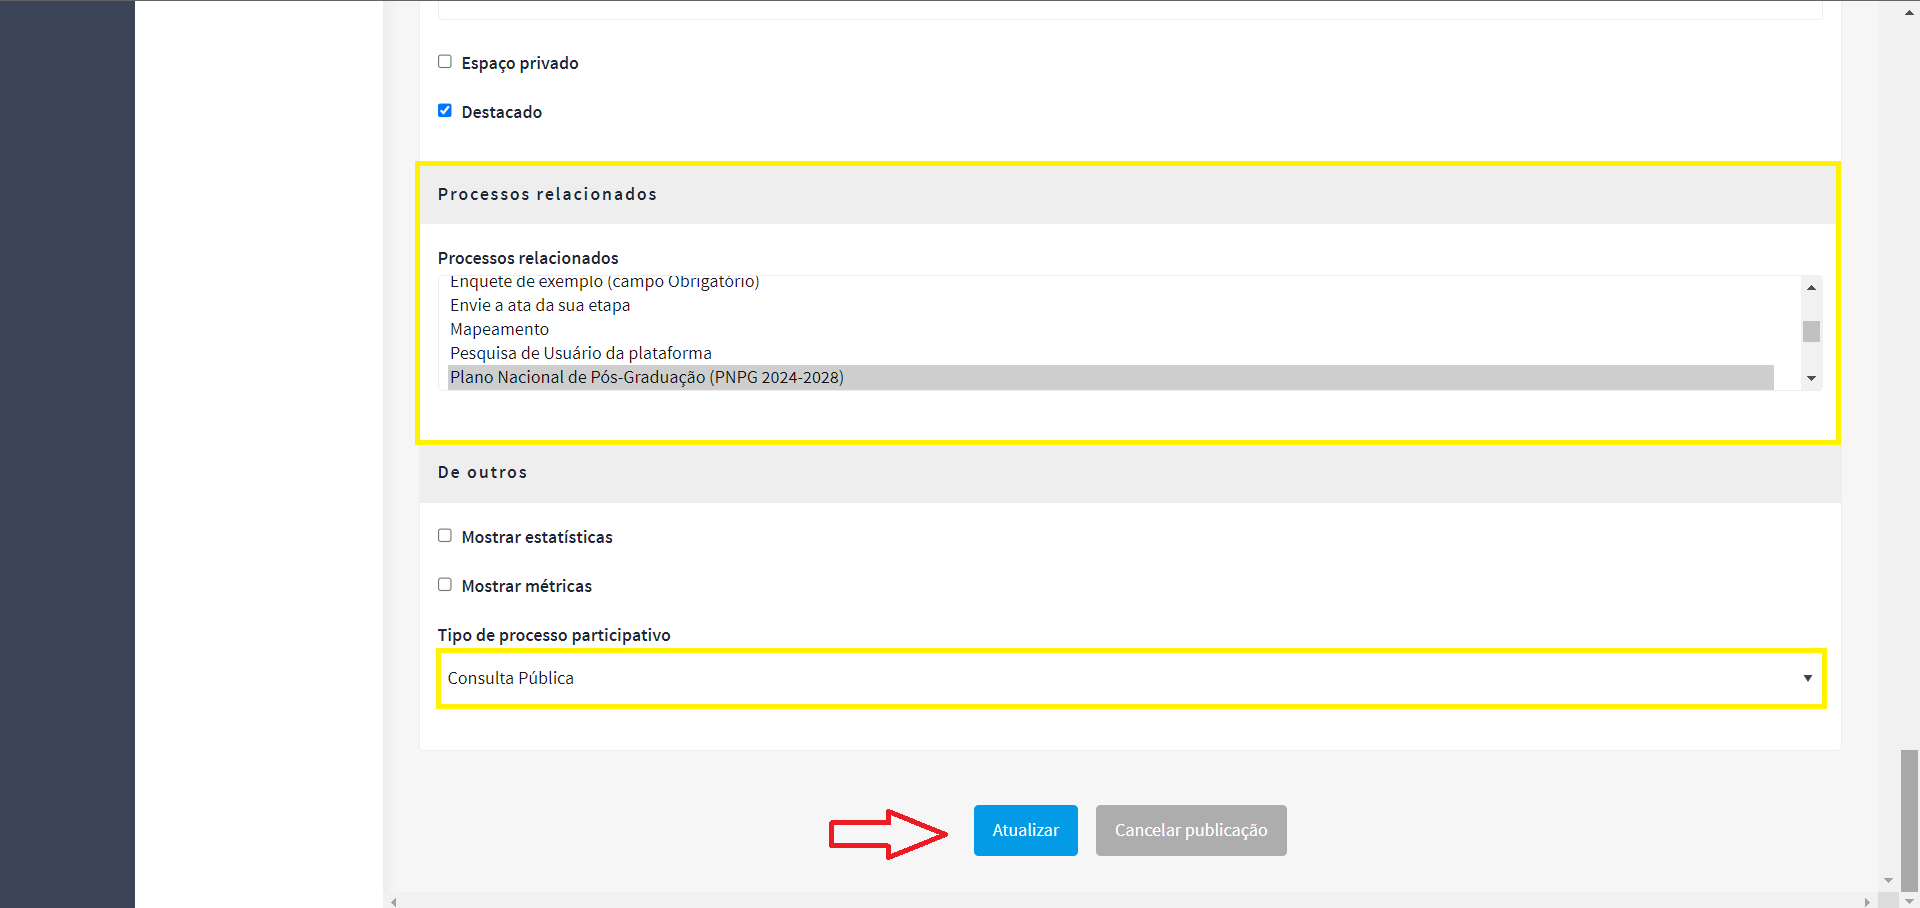 Espaço privado
Destacado
Processos relacionados
Processos relacionados
Enquete de exemplo (campo Obrigatório)
Envie a ata da sua etapa
Mapeamento
Pesquisa de Usuário da plataforma
Plano Nacional de Pós-Graduação (PNPG 2024-2028)
De outros
Mostrar estatísticas
Mostrar métricas
Tipo de processo participativo
Consulta Pública
Atualizar
Cancelar publicação